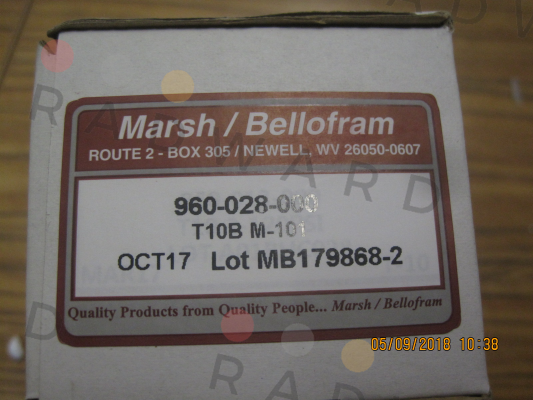 Marsh / Bellofram
ROUTE 2 - BOX 305 / NEWELL, WV 26050-0607
960-028-000
T10B M-101
OCT17 Lot MB179868-2
Quality Products from Quality People... Marsh / Bellofram
05/09/2018 10:38